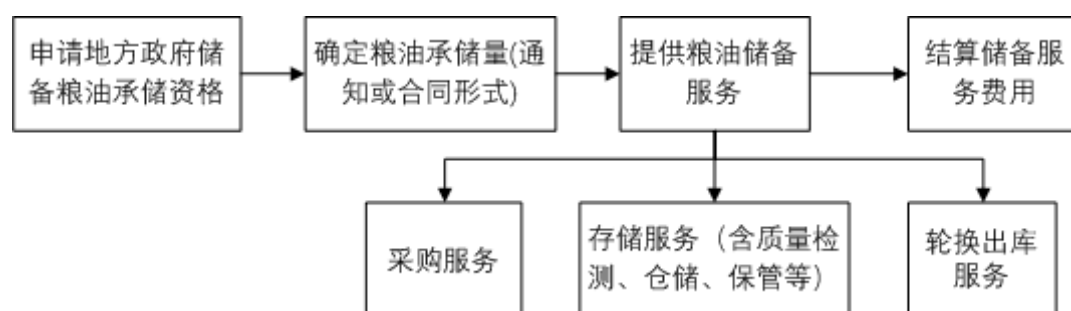 申请地方政府储
备粮油承储资格
确定粮油承储量(通
知或合同形式)
提供粮油储备
服务
结算储备服
务费用
采购服务
存储服务（含质量检
测、仓储、保管等）
轮换出库
服务